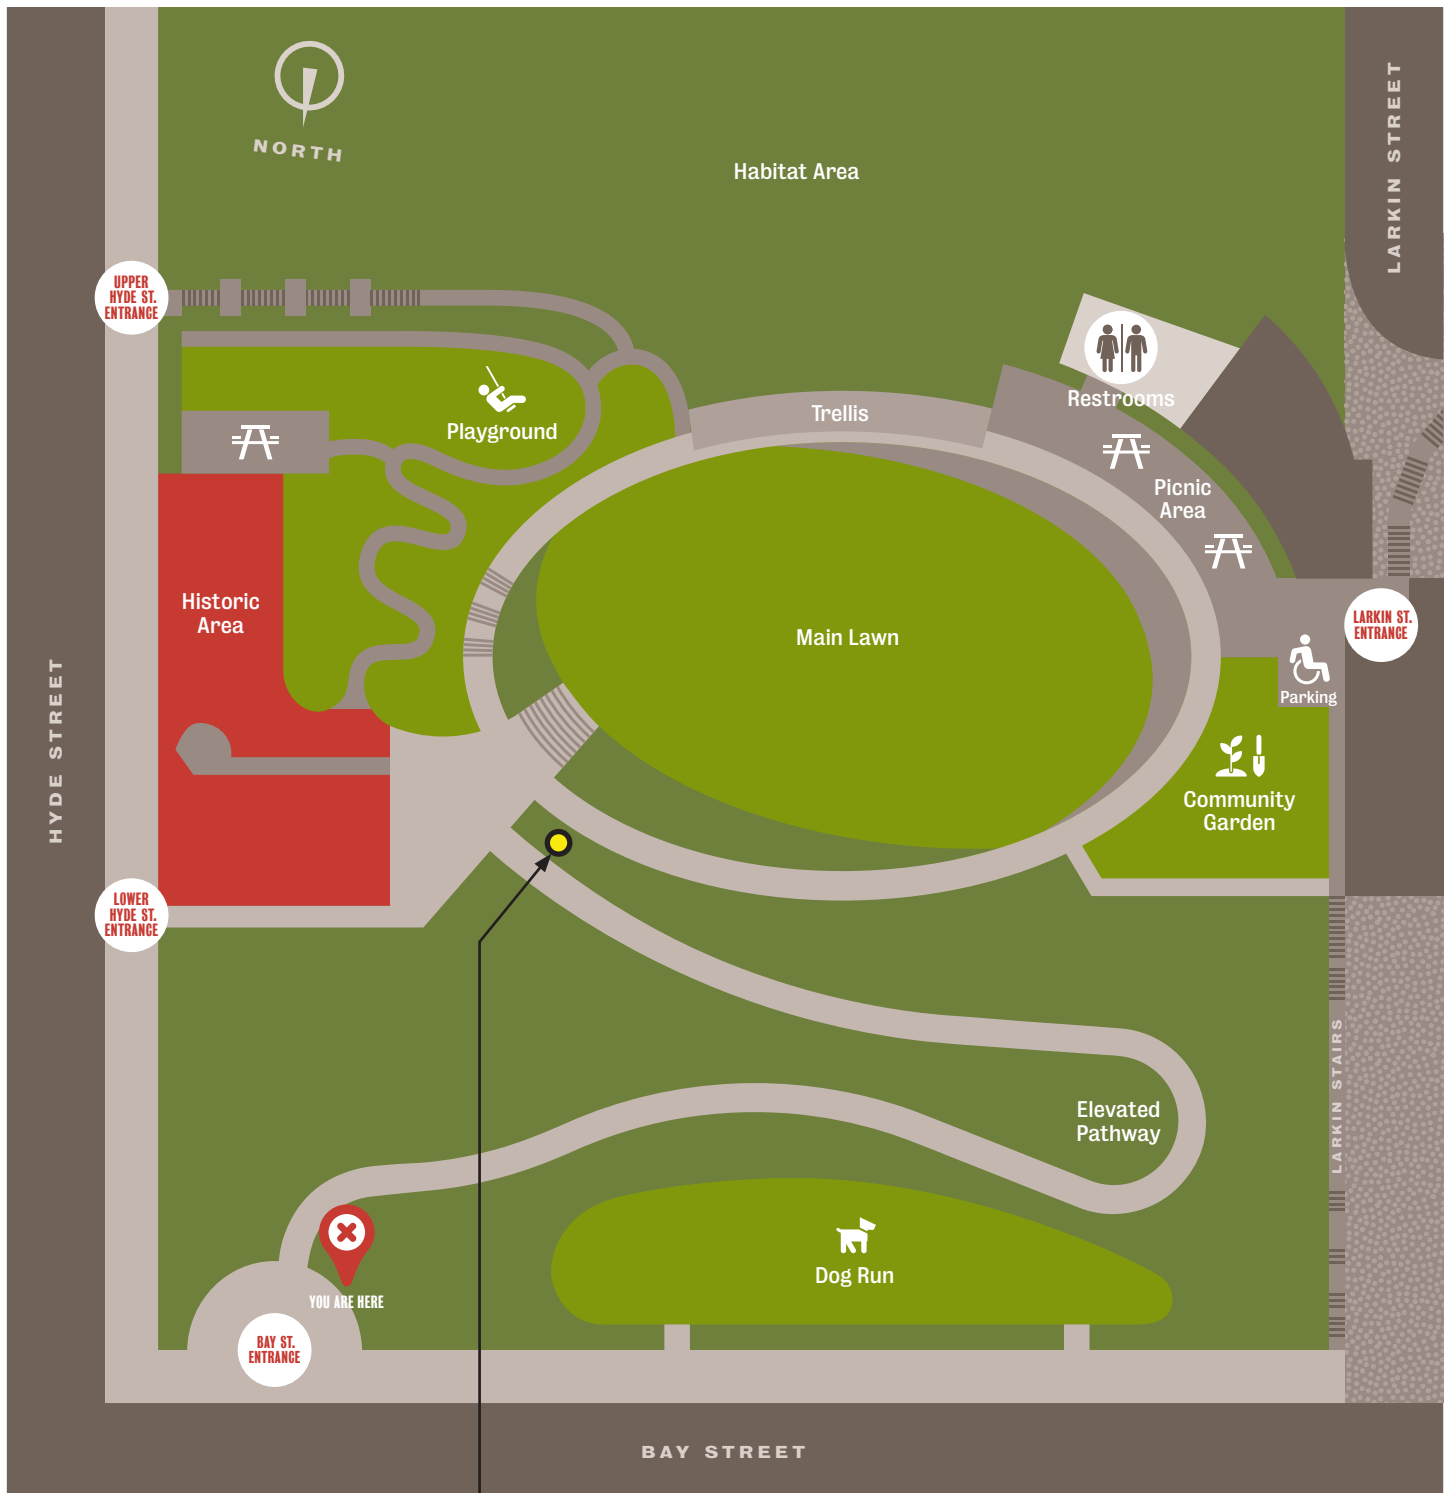 NORTH
LARKIN STREET
Habitat Area
UPPER
HYDE ST.
ENTRANCE
Restrooms
Trellis
Playground
Picnic
Area
Historic
Area
Main Lawn
LARKIN ST.
ENTRANCE
Parking
HYDE STREET
Community
Garden
LOWER
HYDE ST.
ENTRANCE
LARKIN STAIRS
Elevated
Pathway
Dog Run
YOU ARE HERE
BAY ST.
ENTRANCE
BAY STREET